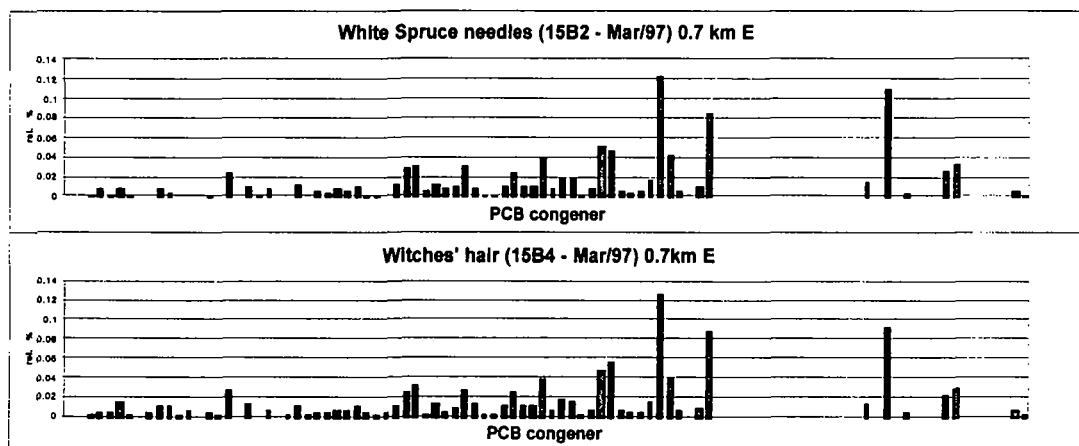 White Spruce needles (15B2 - Mar/97) 0.7 km E
0.14
0.12
0.1
0.08
0.06
0.04
0.02
0
rel. %
PCB congener
Witches' hair (15B4 - Mar/97) 0.7km E
0.14
0.12
0.1
0.08
0.06
0.04
0.02
0
rel. %
PCB congener